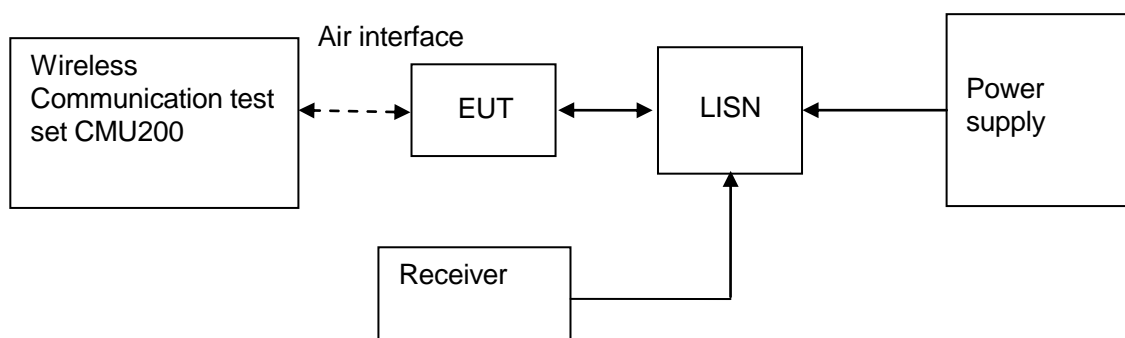 Air interface
Wireless
Communication test
set CMU200
EUT
LISN
Power
supply
Receiver